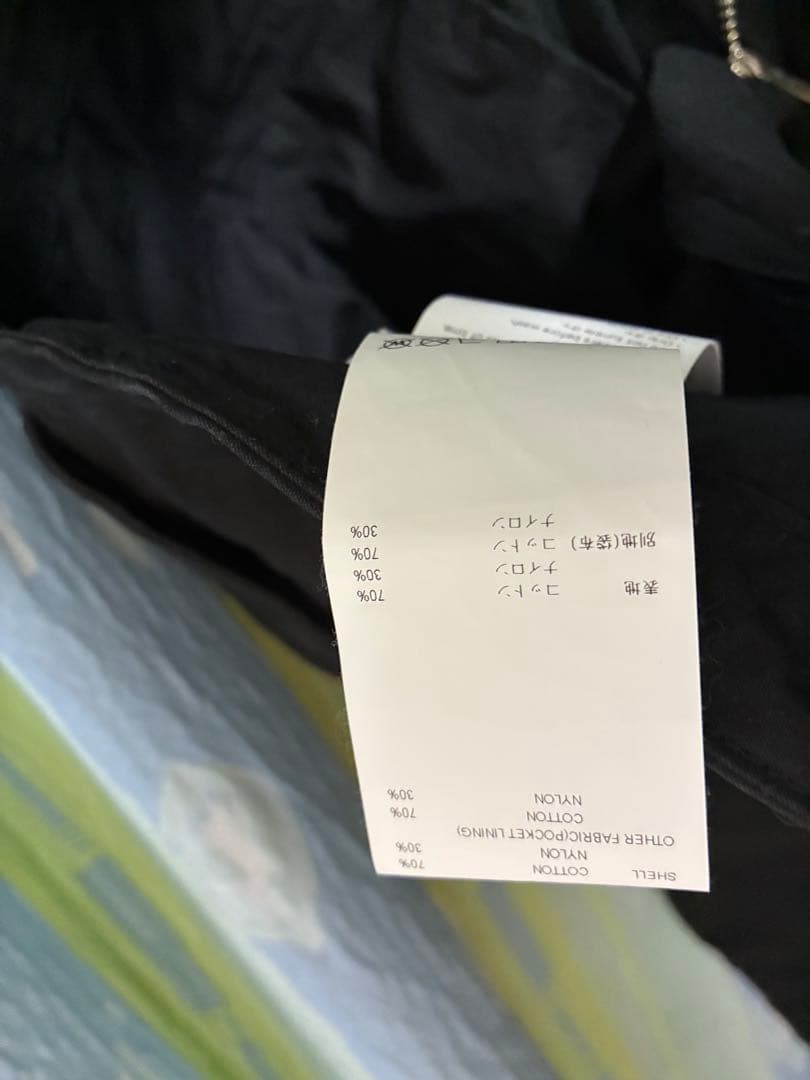 SHELL COTTON 70%
NYLON 30%
OTHER FABRIC(POCKET LINING)
COTTON 70%
NYLON 30%
表地 コットン 70%
ナイロン 30%
別地(袋布) コットン 70%
ナイロン 30%